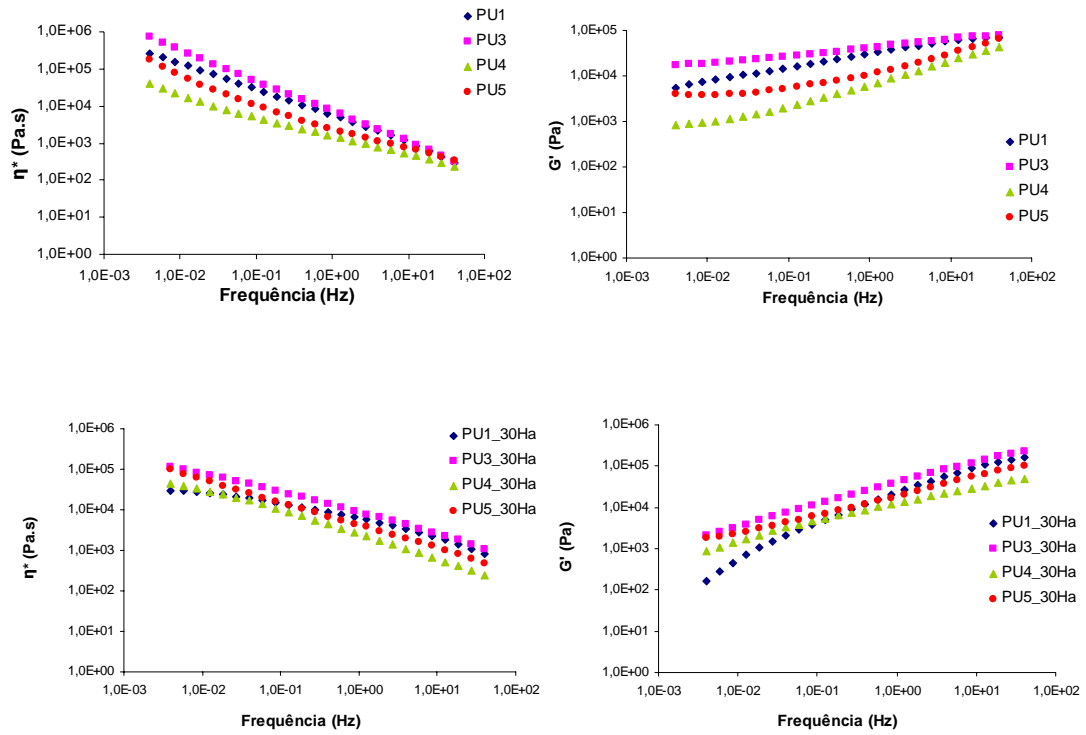 PU1
PU3
PU4
PU5
1,0E+06
1,0E+05
1,0E+04
1,0E+03
1,0E+02
1,0E+01
1,0E+00
η* (Pa.s)
1,0E-03 1,0E-02 1,0E-01 1,0E+00 1,0E+01 1,0E+02
Frequência (Hz)
1,0E+05
1,0E+04
1,0E+03
1,0E+02
1,0E+01
1,0E+00
G' (Pa)
PU1
PU3
PU4
PU5
1,0E-03 1,0E-02 1,0E-01 1,0E+00 1,0E+01 1,0E+02
Frequência (Hz)
1,0E+06
1,0E+05
1,0E+04
1,0E+03
1,0E+02
1,0E+01
1,0E+00
η* (Pa.s)
PU1_30Ha
PU3_30Ha
PU4_30Ha
PU5_30Ha
1,0E-03 1,0E-02 1,0E-01 1,0E+00 1,0E+01 1,0E+02
Frequência (Hz)
1,0E+06
1,0E+05
1,0E+04
1,0E+03
1,0E+02
1,0E+01
1,0E+00
G' (Pa)
PU1_30Ha
PU3_30Ha
PU4_30Ha
PU5_30Ha
1,0E-03 1,0E-02 1,0E-01 1,0E+00 1,0E+01 1,0E+02
Frequência (Hz)